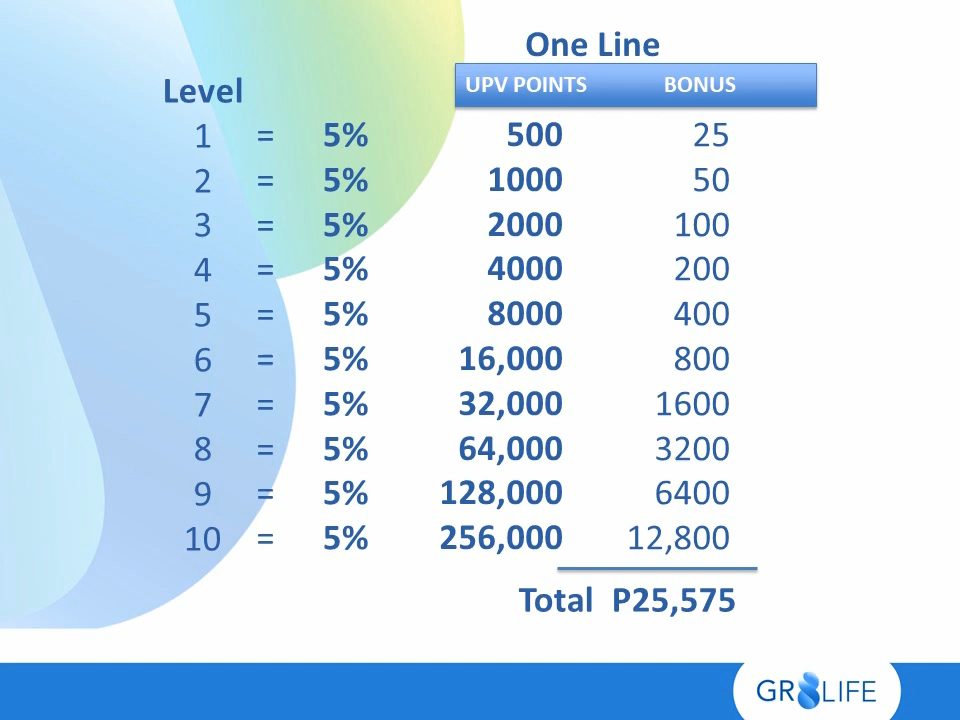 One Line
Level UPV POINTS BONUS
1 = 5% 500 25
2 = 5% 1000 50
3 = 5% 2000 100
4 = 5% 4000 200
5 = 5% 8000 400
6 = 5% 16,000 800
7 = 5% 32,000 1600
8 = 5% 64,000 3200
9 = 5% 128,000 6400
10 = 5% 256,000 12,800
Total P25,575
GR8LIFE